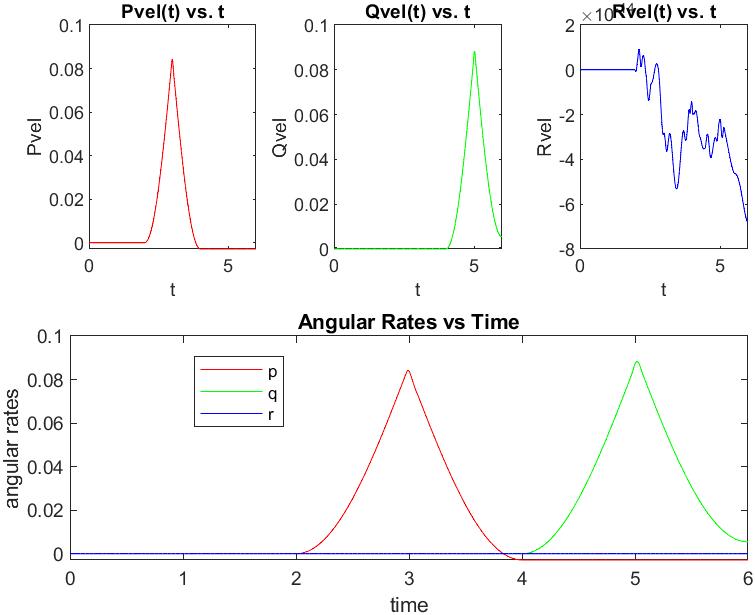 Pvel(t) vs. t
0.1
0.08
0.06
0.04
0.02
0
0
5
Pvel
t
Qvel(t) vs. t
0.1
0.08
0.06
0.04
0.02
0
0
5
Qvel
t
Rvel(t) vs. t
2
0
-2
-4
-6
-8
0
5
Rvel
t
Angular Rates vs Time
0.1
0.08
0.06
0.04
0.02
0
p
q
r
angular rates
0
1
2
3
4
5
6
time